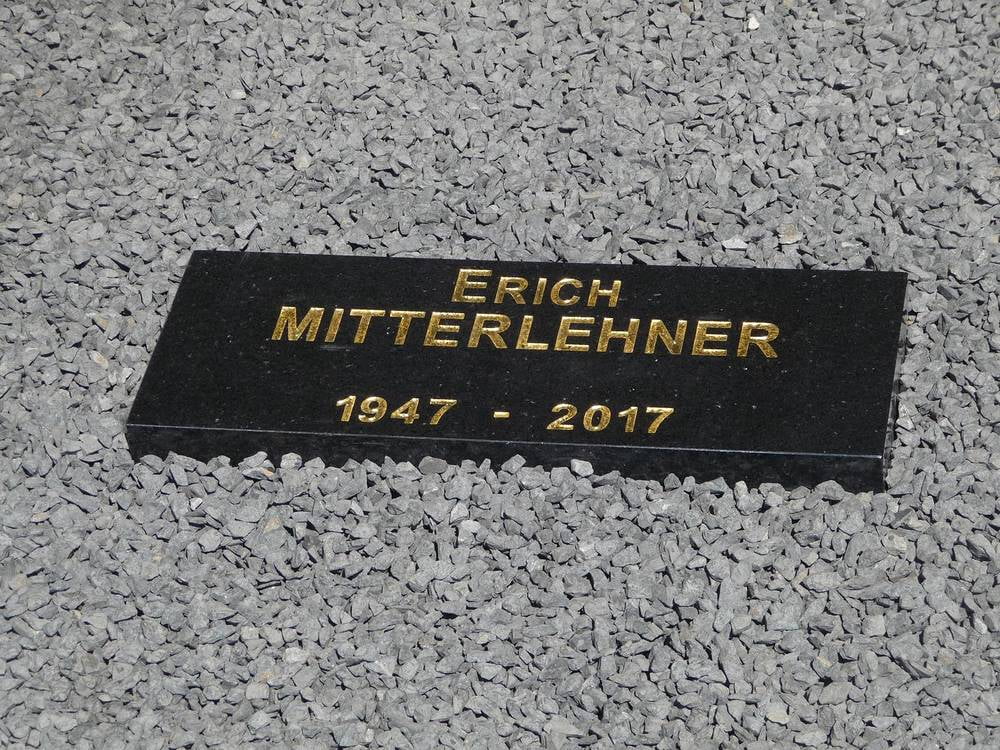 ERICH
MITTERLEHNER
1947 - 2017